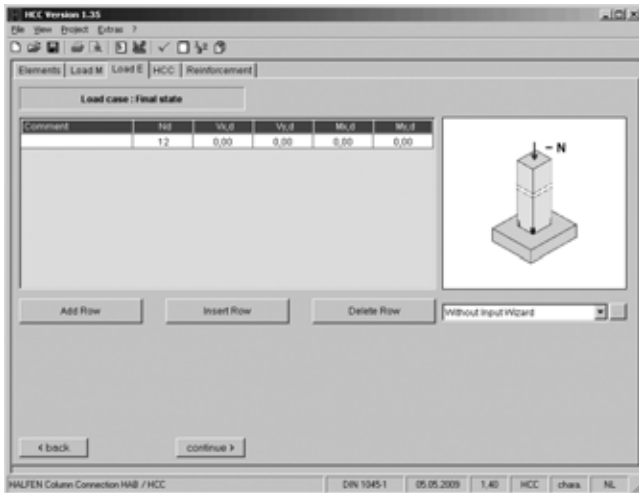 HCC Version 1.35
File View Project Extras ?
Elements Load M Load E HCC Reinforcement
Load case : Final state
Comment Nd Vx,d Vy,d Mx,d My,d
12 0,00 0,00 0,00 0,00
- N
Add Row Insert Row Delete Row Without Input Wizard
< back continue >
HALFEN Column Connection HAB / HCC DIN 1045-1 05.05.2009 1,40 HCC chara. NL